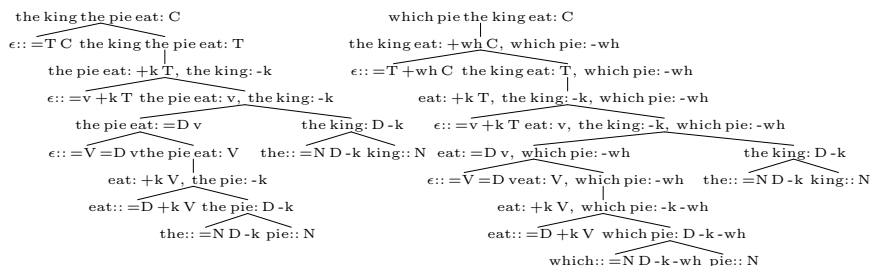 the king the pie eat: C which pie the king eat: C
ϵ:: =T C the king the pie eat: T the king eat: +wh C, which pie: -wh
the pie eat: +k T, the king: -k ϵ:: =T +wh C the king eat: T, which pie: -wh
ϵ:: =v +k T the pie eat: v, the king: -k eat: +k T, the king: -k, which pie: -wh
the pie eat: =D v the king: D -k ϵ:: =v +k T eat: v, the king: -k, which pie: -wh
ϵ:: =V =D v the pie eat: V the:: =N D -k king:: N eat: =D v, which pie: -wh the king: D -k
eat: +k V, the pie: -k ϵ:: =V =D v eat: V, which pie: -wh the:: =N D -k king:: N
eat:: =D +k V the pie: D -k eat: +k V, which pie: -k -wh
the:: =N D -k pie:: N eat:: =D +k V which pie: D -k -wh
which:: =N D -k -wh pie:: N